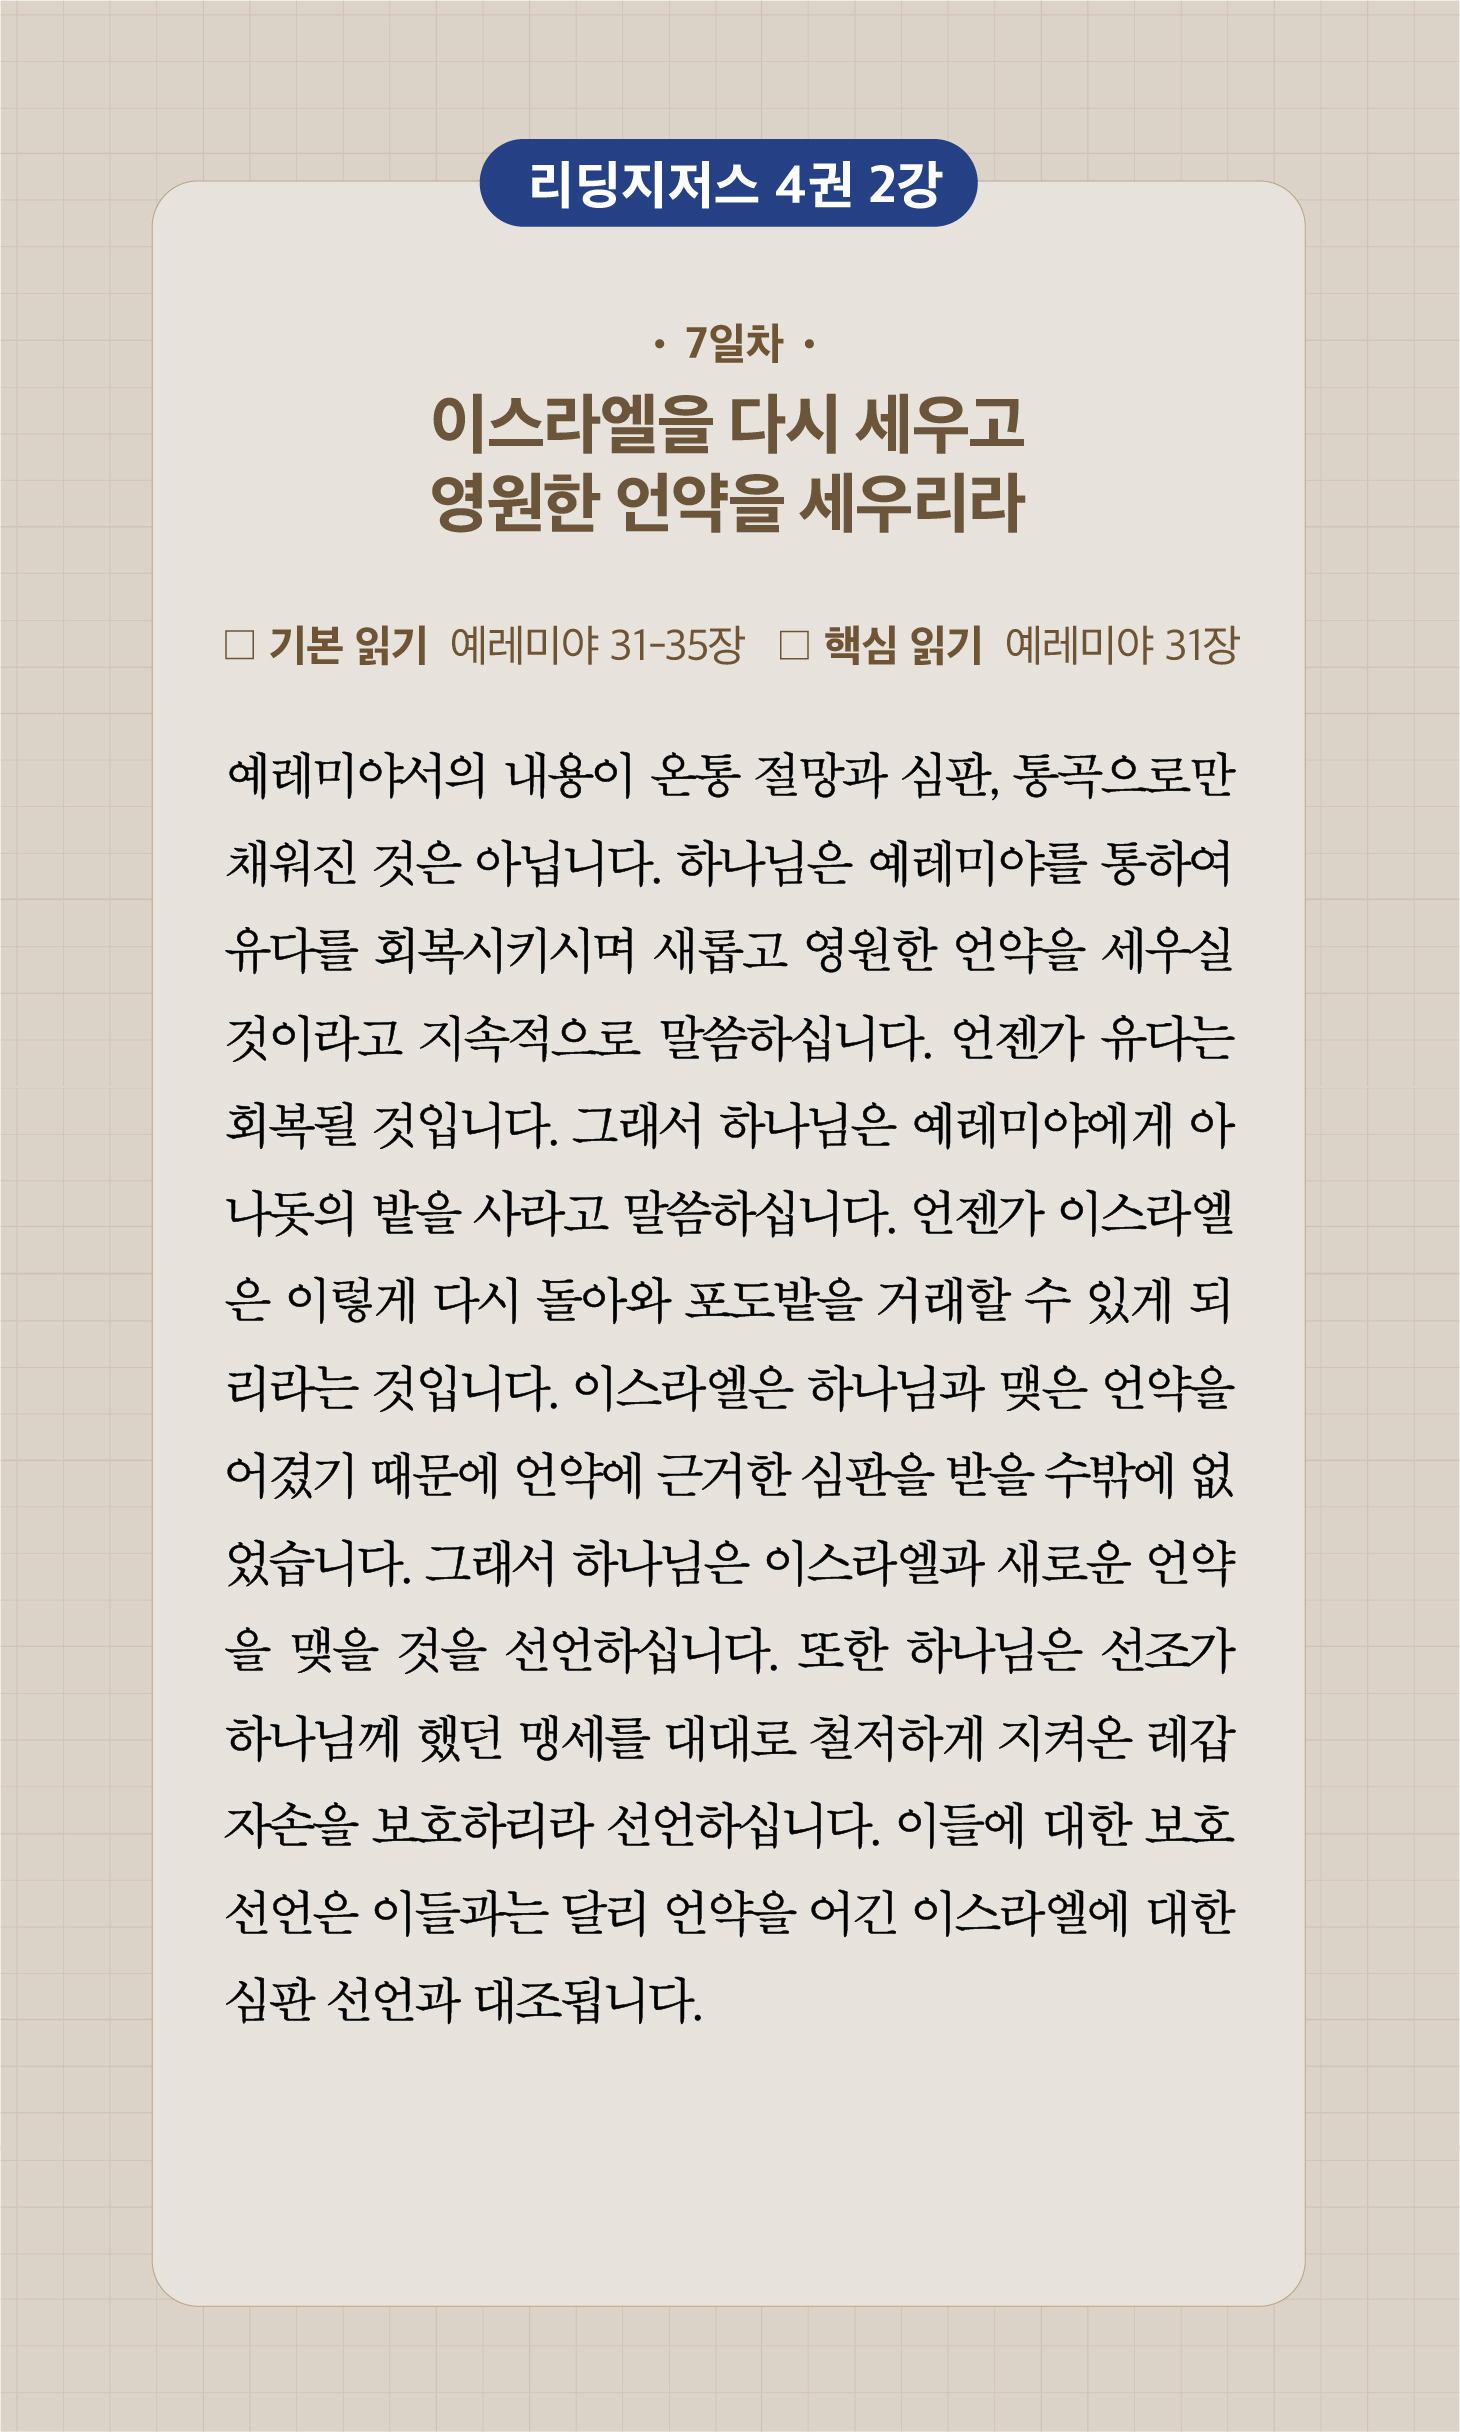 리딩지저스 4권 2강
· 7일차 ·
이스라엘을 다시 세우고
영원한 언약을 세우리라
□ 기본 읽기 예레미야 31-35장 □ 핵심 읽기 예레미야 31장
예레미야서의 내용이 온통 절망과 심판, 통곡으로만
채워진 것은 아닙니다. 하나님은 예레미야를 통하여
유다를 회복시키시며 새롭고 영원한 언약을 세우실
것이라고 지속적으로 말씀하십니다. 언젠가 유다는
회복될 것입니다. 그래서 하나님은 예레미야에게 아
나돗의 밭을 사라고 말씀하십니다. 언젠가 이스라엘
은 이렇게 다시 돌아와 포도밭을 거래할 수 있게 되
리라는 것입니다. 이스라엘은 하나님과 맺은 언약을
어겼기 때문에 언약에 근거한 심판을 받을 수밖에 없
었습니다. 그래서 하나님은 이스라엘과 새로운 언약
을 맺을 것을 선언하십니다. 또한 하나님은 선조가
하나님께 했던 맹세를 대대로 철저하게 지켜온 레갑
자손을 보호하리라 선언하십니다. 이들에 대한 보호
선언은 이들과는 달리 언약을 어긴 이스라엘에 대한
심판 선언과 대조됩니다.